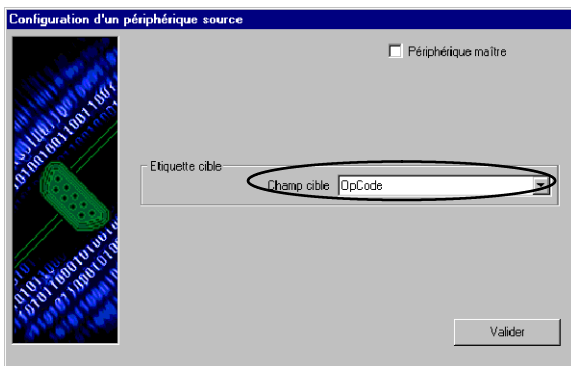 Configuration d'un périphérique source
Périphérique maître
Etiquette cible
Champ cible OpCode
Valider